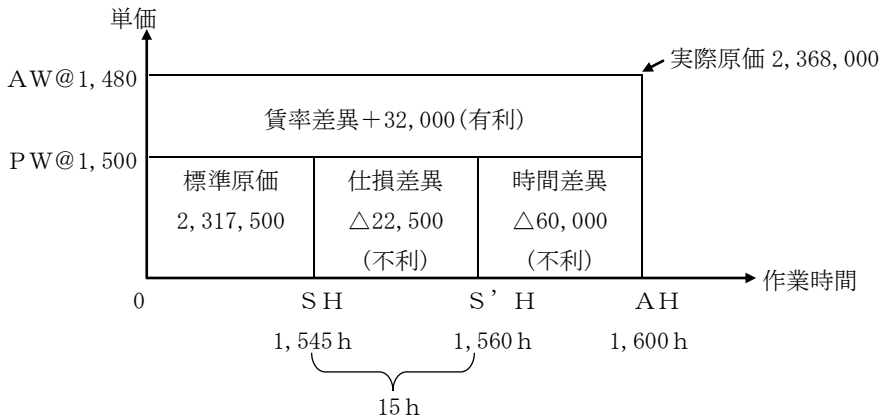 単価
実際原価 2,368,000
AW@1,480
賃率差異＋32,000(有利)
PW@1,500
標準原価 仕損差異 時間差異
2,317,500 △22,500 △60,000
(不利) (不利)
作業時間
0 SH S’H AH
1,545h 1,560h 1,600h
15h